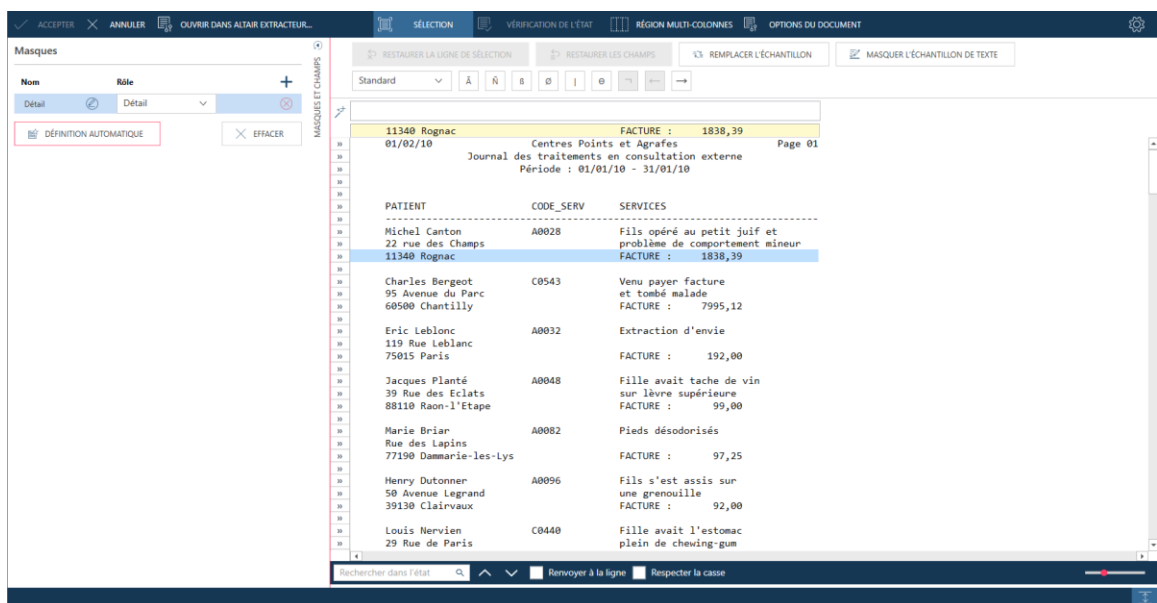 ACCEPTER ANNULER OUVRIR DANS ALTAIR EXTRACTEUR... SÉLECTION VÉRIFICATION DE L'ÉTAT RÉGION MULTI-COLONNES OPTIONS DU DOCUMENT
Masques
Nom Rôle
Détail Détail
DÉFINITION AUTOMATIQUE EFFACER
MASQUES ET CHAMPS
RESTAURER LA LIGNE DE SÉLECTION RESTAURER LES CHAMPS REMPLACER L'ÉCHANTILLON MASQUER L'ÉCHANTILLON DE TEXTE
Standard Ã Ñ ß Ø | Θ ¬ ← →
11340 Rognac FACTURE : 1838,39
01/02/10 Centres Points et Agrafes Page 01
Journal des traitements en consultation externe
Période : 01/01/10 - 31/01/10
PATIENT CODE_SERV SERVICES
Michel Canton A0028 Fils opéré au petit juif et
22 rue des Champs problème de comportement mineur
11340 Rognac FACTURE : 1838,39
Charles Bergeot C0543 Venu payer facture
95 Avenue du Parc et tombé malade
60500 Chantilly FACTURE : 7995,12
Eric Leblonc A0032 Extraction d'envie
119 Rue Leblanc
75015 Paris FACTURE : 192,00
Jacques Planté A0048 Fille avait tache de vin
39 Rue des Eclats sur lèvre supérieure
88110 Raon-l'Etape FACTURE : 99,00
Marie Briar A0082 Pieds désodorisés
Rue des Lapins
77190 Dammarie-les-Lys FACTURE : 97,25
Henry Dutonner A0096 Fils s'est assis sur
50 Avenue Legrand une grenouille
39130 Clairvaux FACTURE : 92,00
Louis Nervien C0440 Fille avait l'estomac
29 Rue de Paris plein de chewing-gum
Rechercher dans l'état Renvoyer à la ligne Respecter la casse